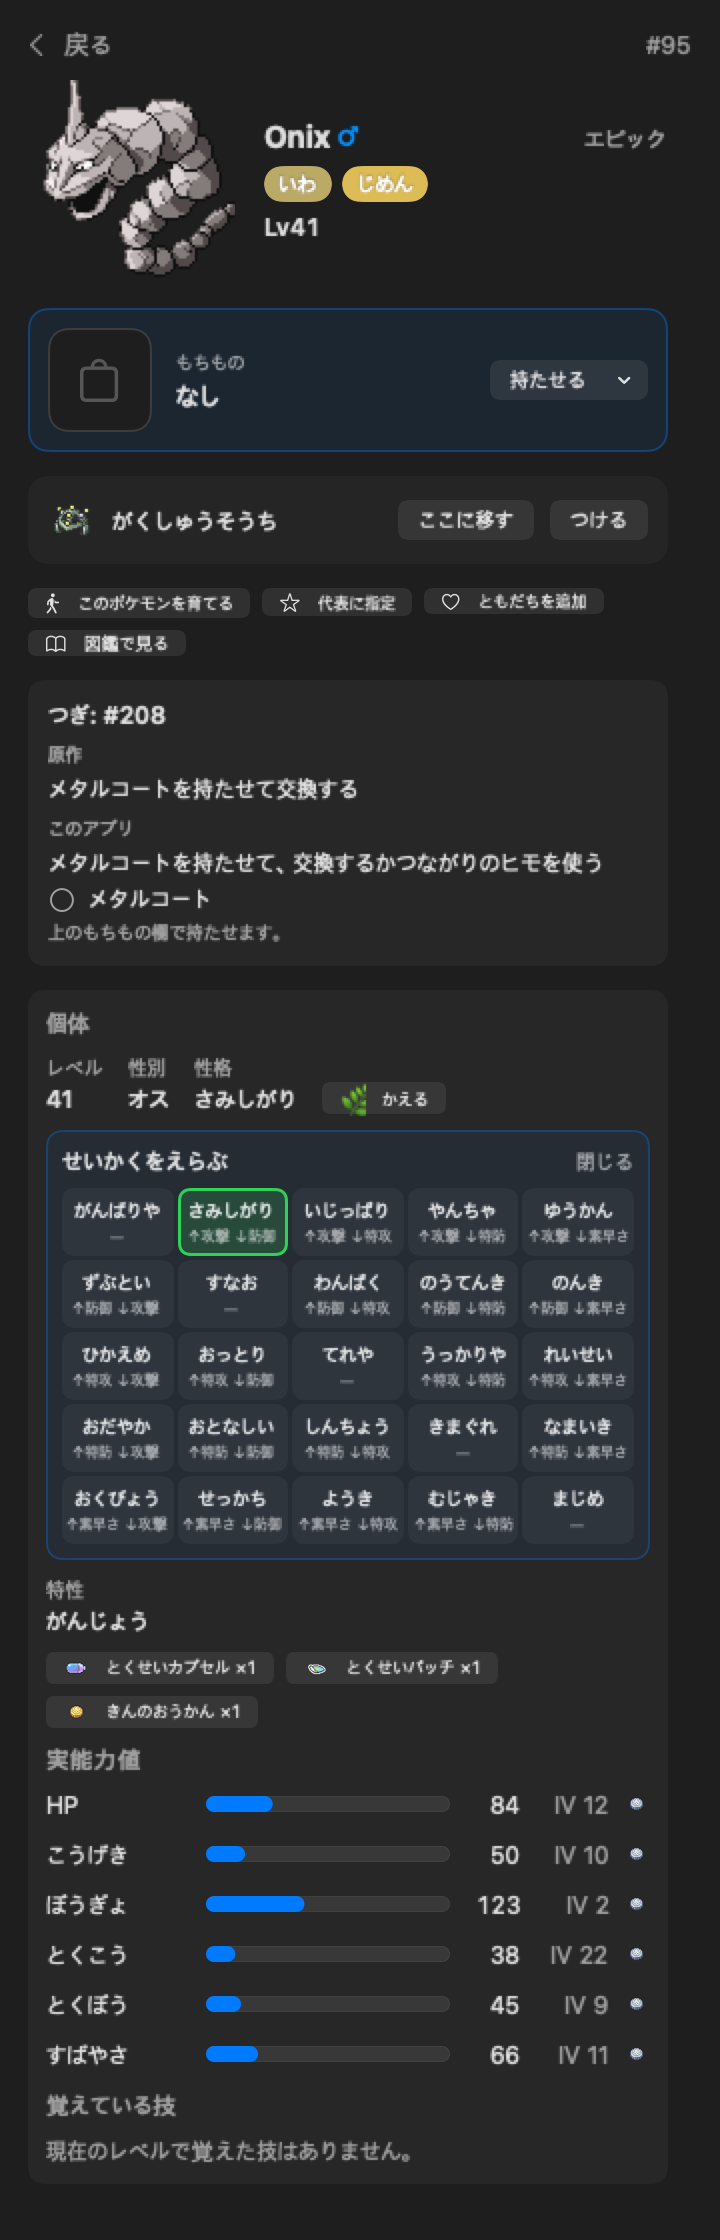 戻る #95
Onix ♂ エピック
いわ じめん
Lv41
もちもの
なし
持たせる
がくしゅうそうち ここに移す つける
このポケモンを育てる 代表に指定 ともだちを追加
図鑑で見る
つぎ: #208
原作
メタルコートを持たせて交換する
このアプリ
メタルコートを持たせて、交換するかつながりのヒモを使う
メタルコート
上のもちもの欄で持たせます。
個体
レベル 性別 性格
41 オス さみしがり かえる
せいかくをえらぶ 閉じる
がんばりや さみしがり いじっぱり やんちゃ ゆうかん
— ↑攻撃 ↓防御 ↑攻撃 ↓特攻 ↑攻撃 ↓特防 ↑攻撃 ↓素早さ
ずぶとい すなお わんぱく のうてんき のんき
↑防御 ↓攻撃 — ↑防御 ↓特攻 ↑防御 ↓特防 ↑防御 ↓素早さ
ひかえめ おっとり てれや うっかりや れいせい
↑特攻 ↓攻撃 ↑特攻 ↓防御 — ↑特攻 ↓特防 ↑特攻 ↓素早さ
おだやか おとなしい しんちょう きまぐれ なまいき
↑特防 ↓攻撃 ↑特防 ↓防御 ↑特防 ↓特攻 — ↑特防 ↓素早さ
おくびょう せっかち ようき むじゃき まじめ
↑素早さ ↓攻撃 ↑素早さ ↓防御 ↑素早さ ↓特攻 ↑素早さ ↓特防 —
特性
がんじょう
とくせいカプセル ×1 とくせいパッチ ×1
きんのおうかん ×1
実能力値
HP 84 IV 12
こうげき 50 IV 10
ぼうぎょ 123 IV 2
とくこう 38 IV 22
とくぼう 45 IV 9
すばやさ 66 IV 11
覚えている技
現在のレベルで覚えた技はありません。